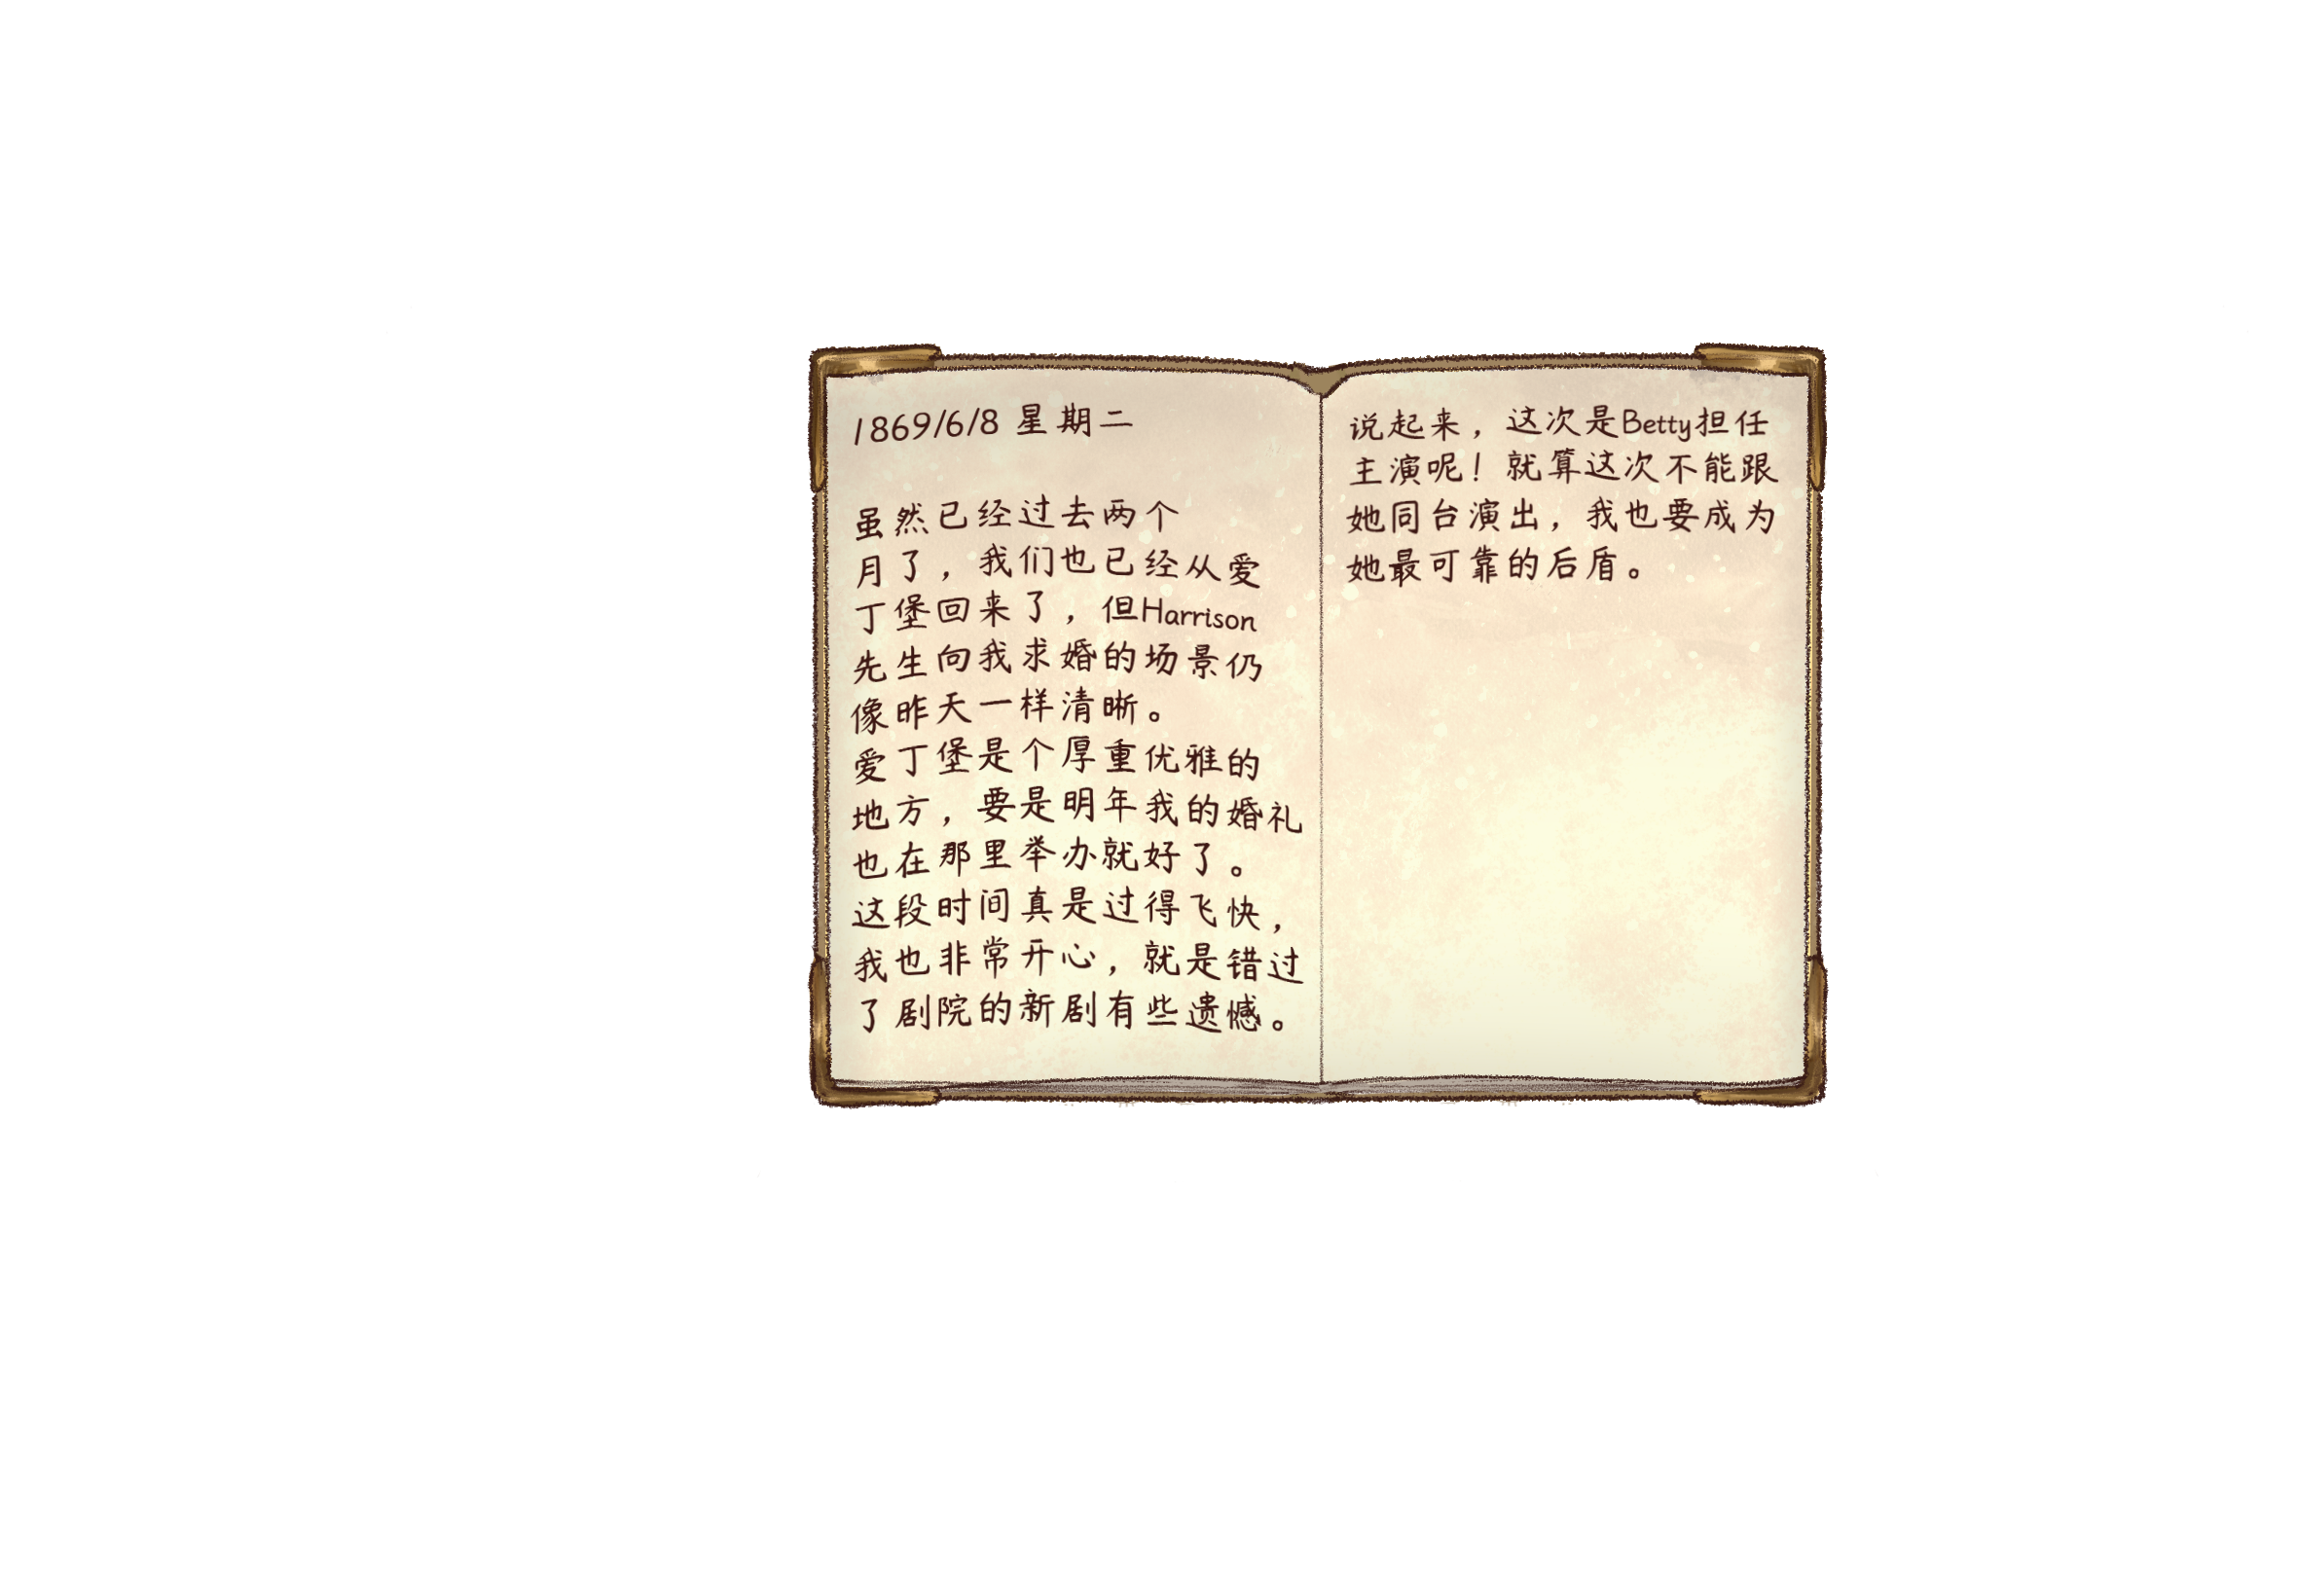 1869/6/8 星期二
虽然已经过去两个
月了，我们也已经从爱
丁堡回来了，但Harrison
先生向我求婚的场景仍
像昨天一样清晰。
爱丁堡是个厚重优雅的
地方，要是明年我的婚礼
也在那里举办就好了。
这段时间真是过得飞快，
我也非常开心，就是错过
了剧院的新剧有些遗憾。
说起来，这次是Betty担任
主演呢！就算这次不能跟
她同台演出，我也要成为
她最可靠的后盾。